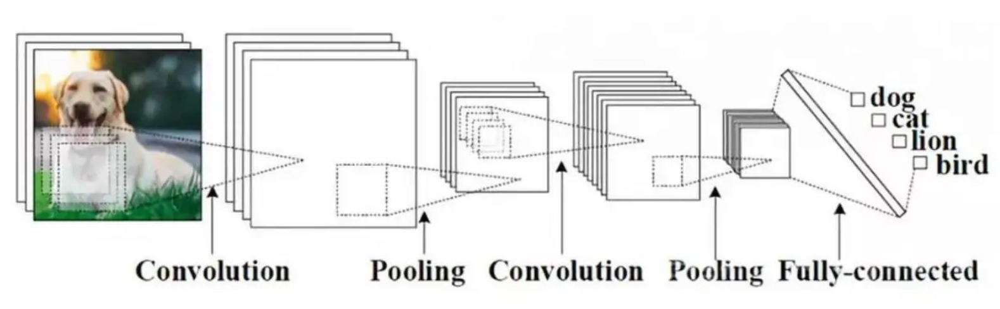 dog
cat
lion
bird
Convolution
Pooling
Convolution
Pooling
Fully-connected